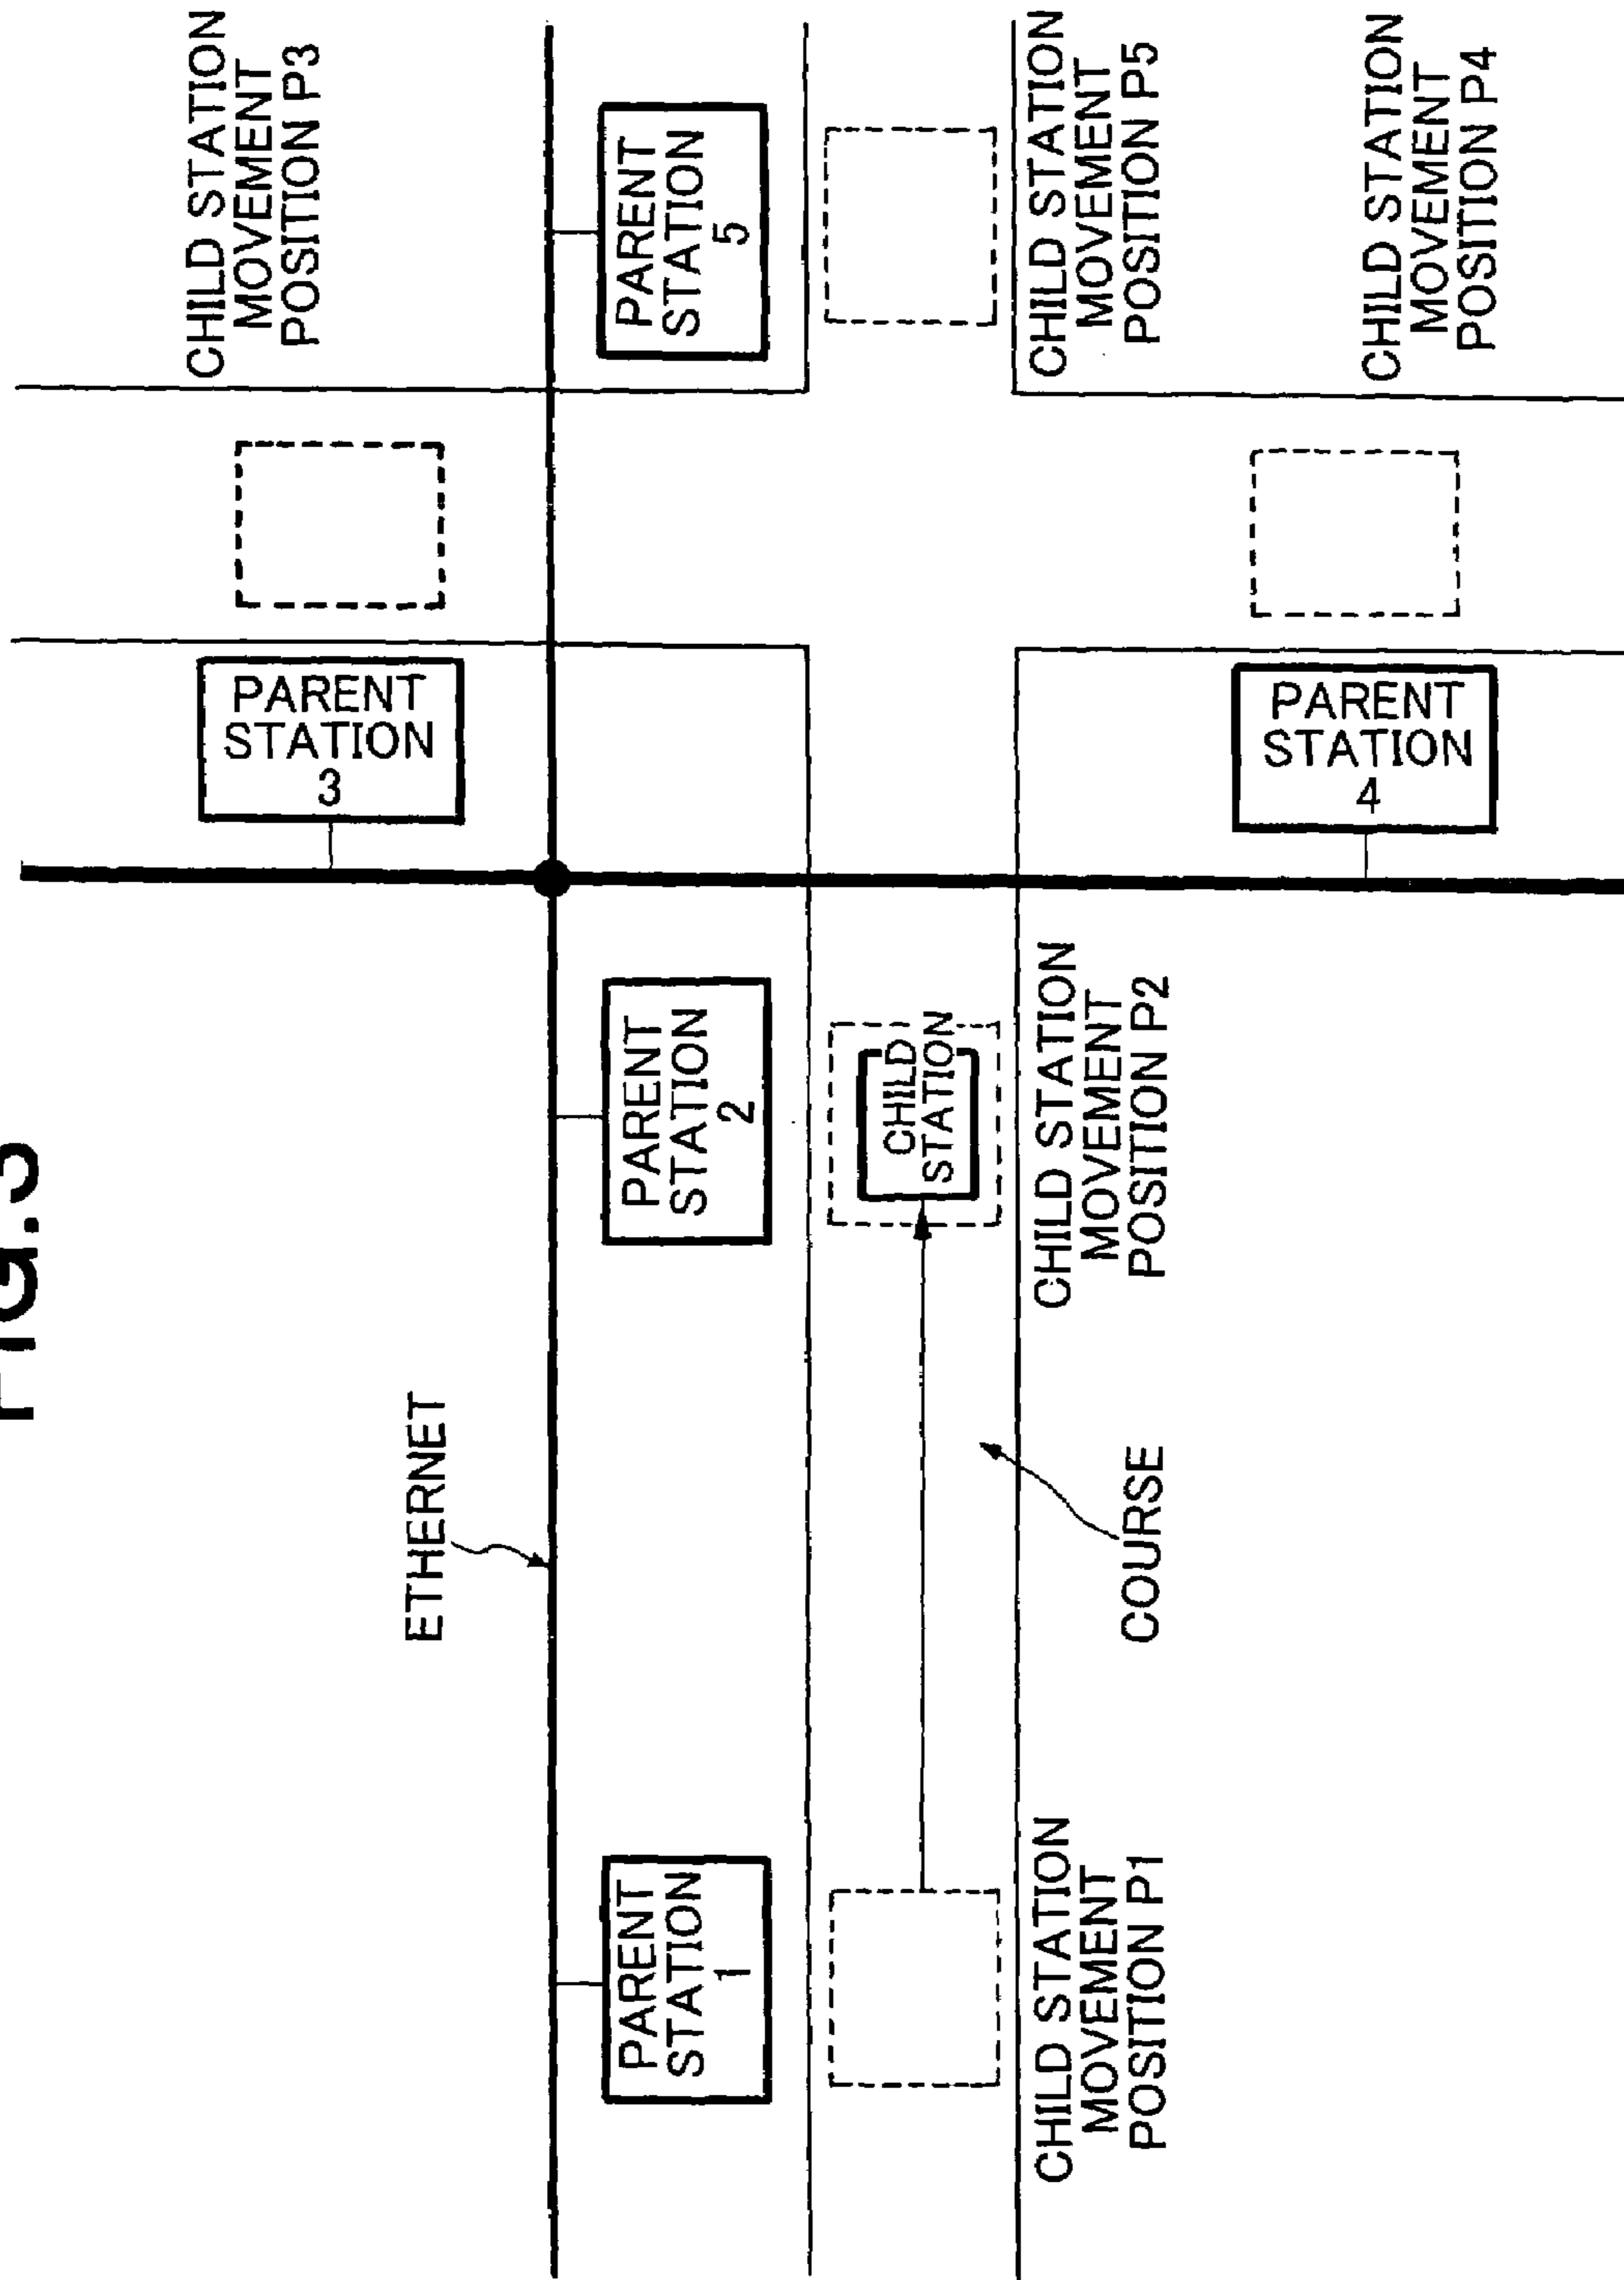 FIG.
CHILD STATION
MOVEMENT
POSITION P3
PARENT
STATION
3
ETHERNET
PARENT
STATION
1
PARENT
STATION
2
PARENT
STATION
5
CHILD
STATION
CHILD STATION
MOVEMENT
POSITION P1
COURSE
CHILD STATION
MOVEMENT
POSITION P2
CHILD STATION
MOVEMENT
POSITION P5
PARENT
STATION
4
CHILD STATION
MOVEMENT
POSITION P4